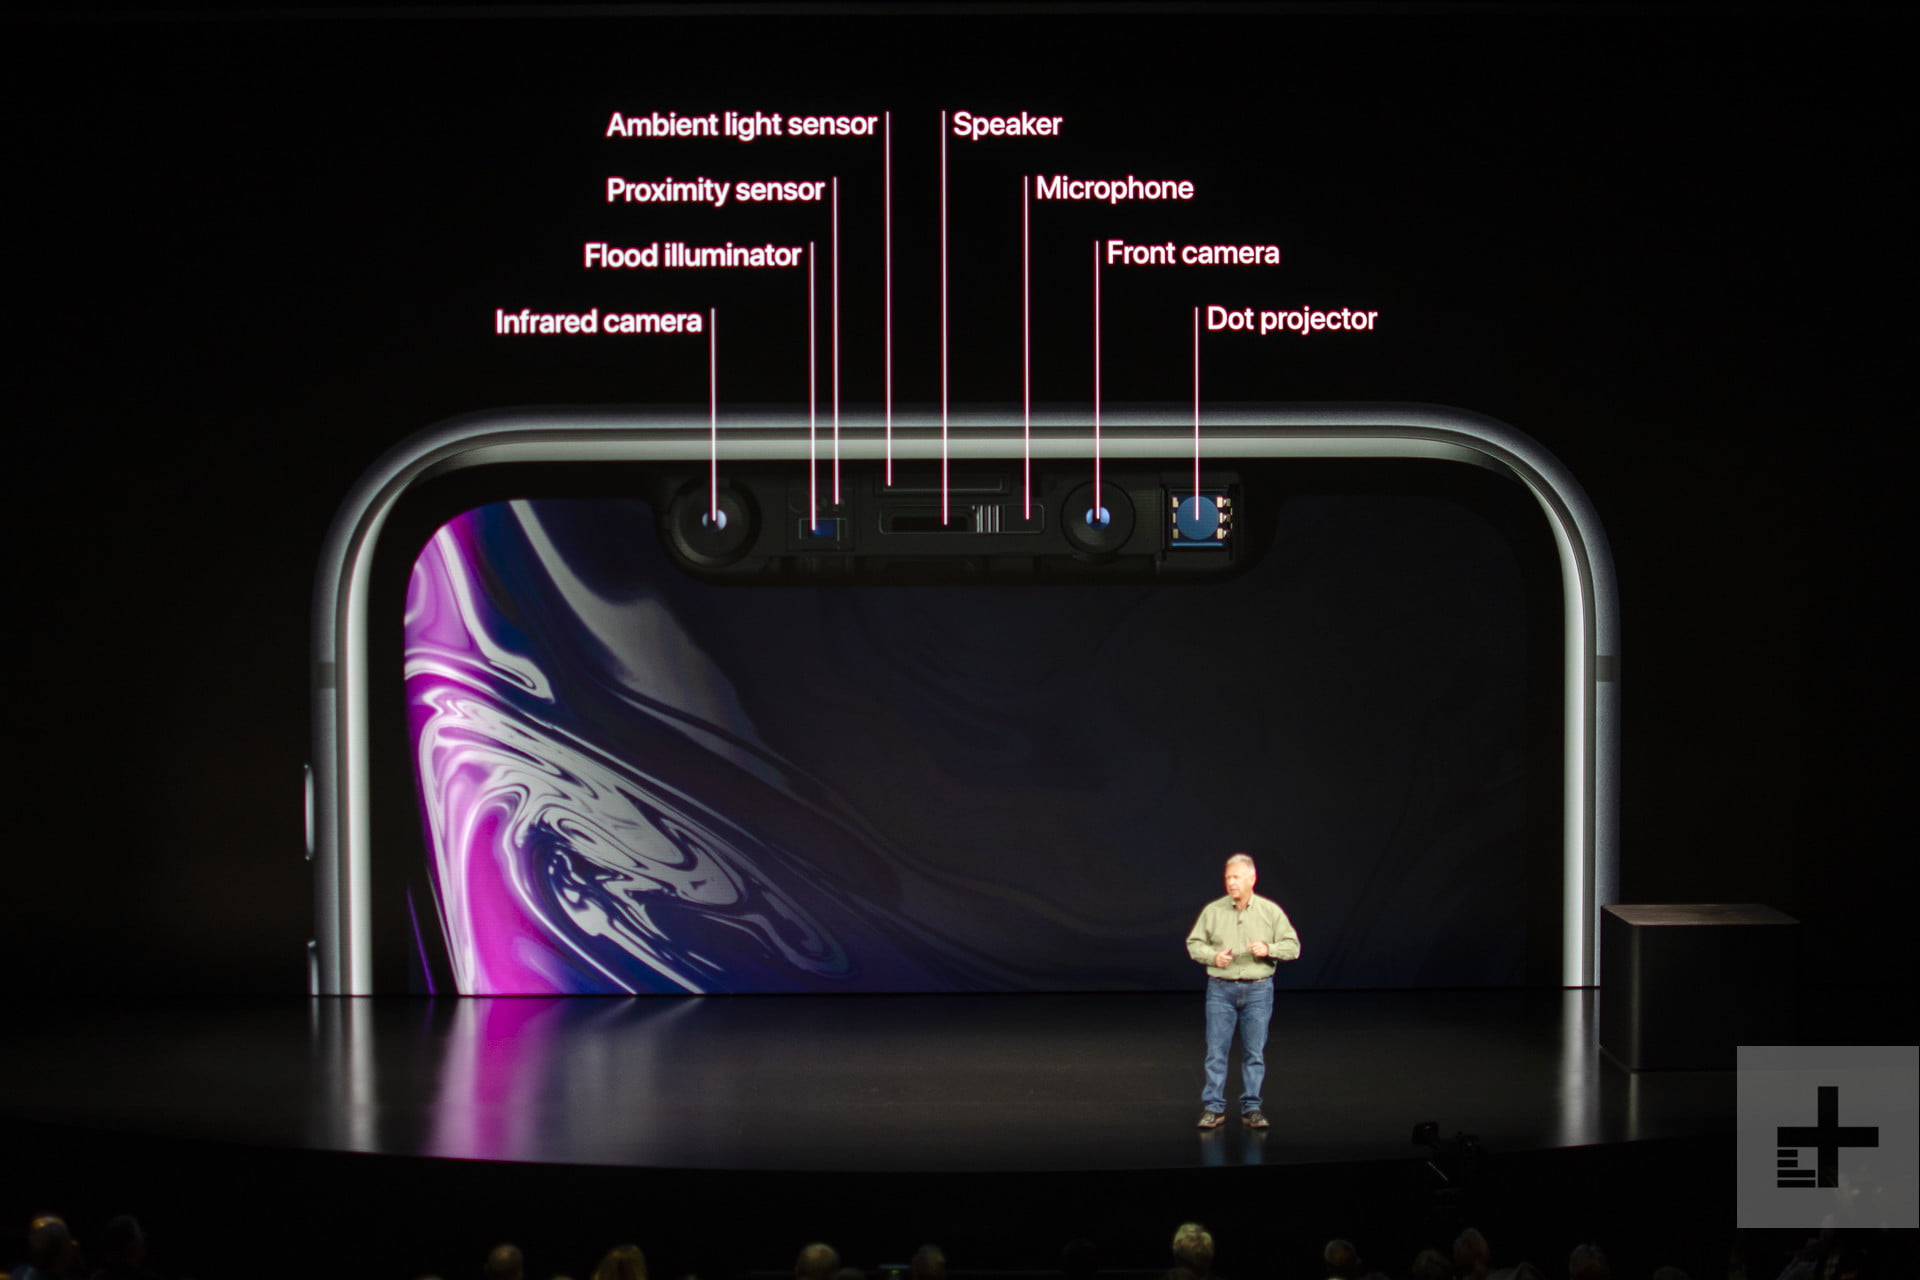 Ambient light sensor
Speaker
Proximity sensor
Microphone
Flood illuminator
Front camera
Infrared camera
Dot projector